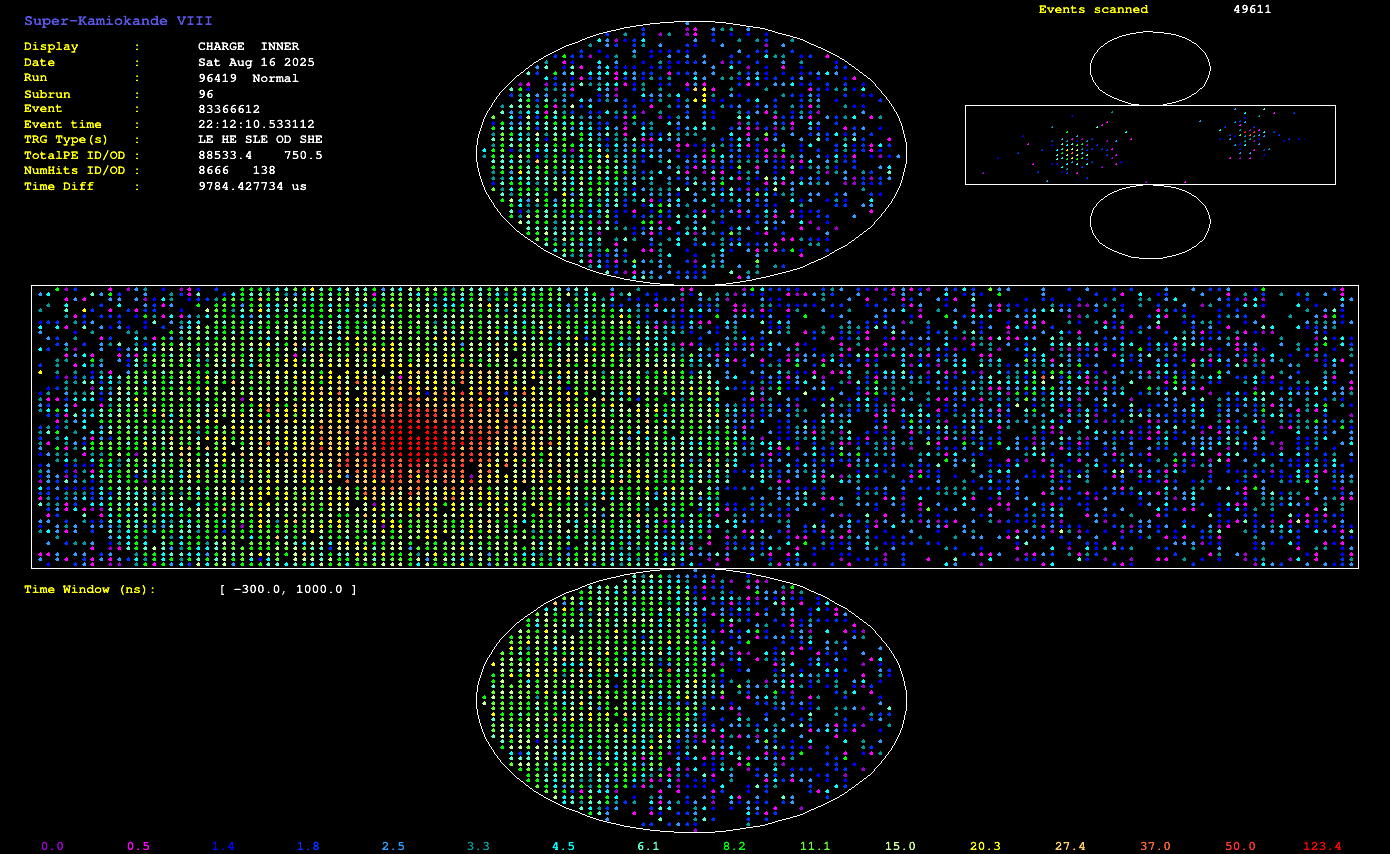 Super-Kamiokande VIII
Events scanned 49611
Display : CHARGE INNER
Date : Sat Aug 16 2025
Run : 96419 Normal
Subrun : 96
Event : 83366612
Event time : 22:12:10.533112
TRG Type(s) : LE HE SLE OD SHE
TotalPE ID/OD : 88533.4 750.5
NumHits ID/OD : 8666 138
Time Diff : 9784.427734 us
Time Window (ns): [ -300.0, 1000.0 ]
0.0 0.5 1.4 1.8 2.5 3.3 4.5 6.1 8.2 11.1 15.0 20.3 27.4 37.0 50.0 123.4